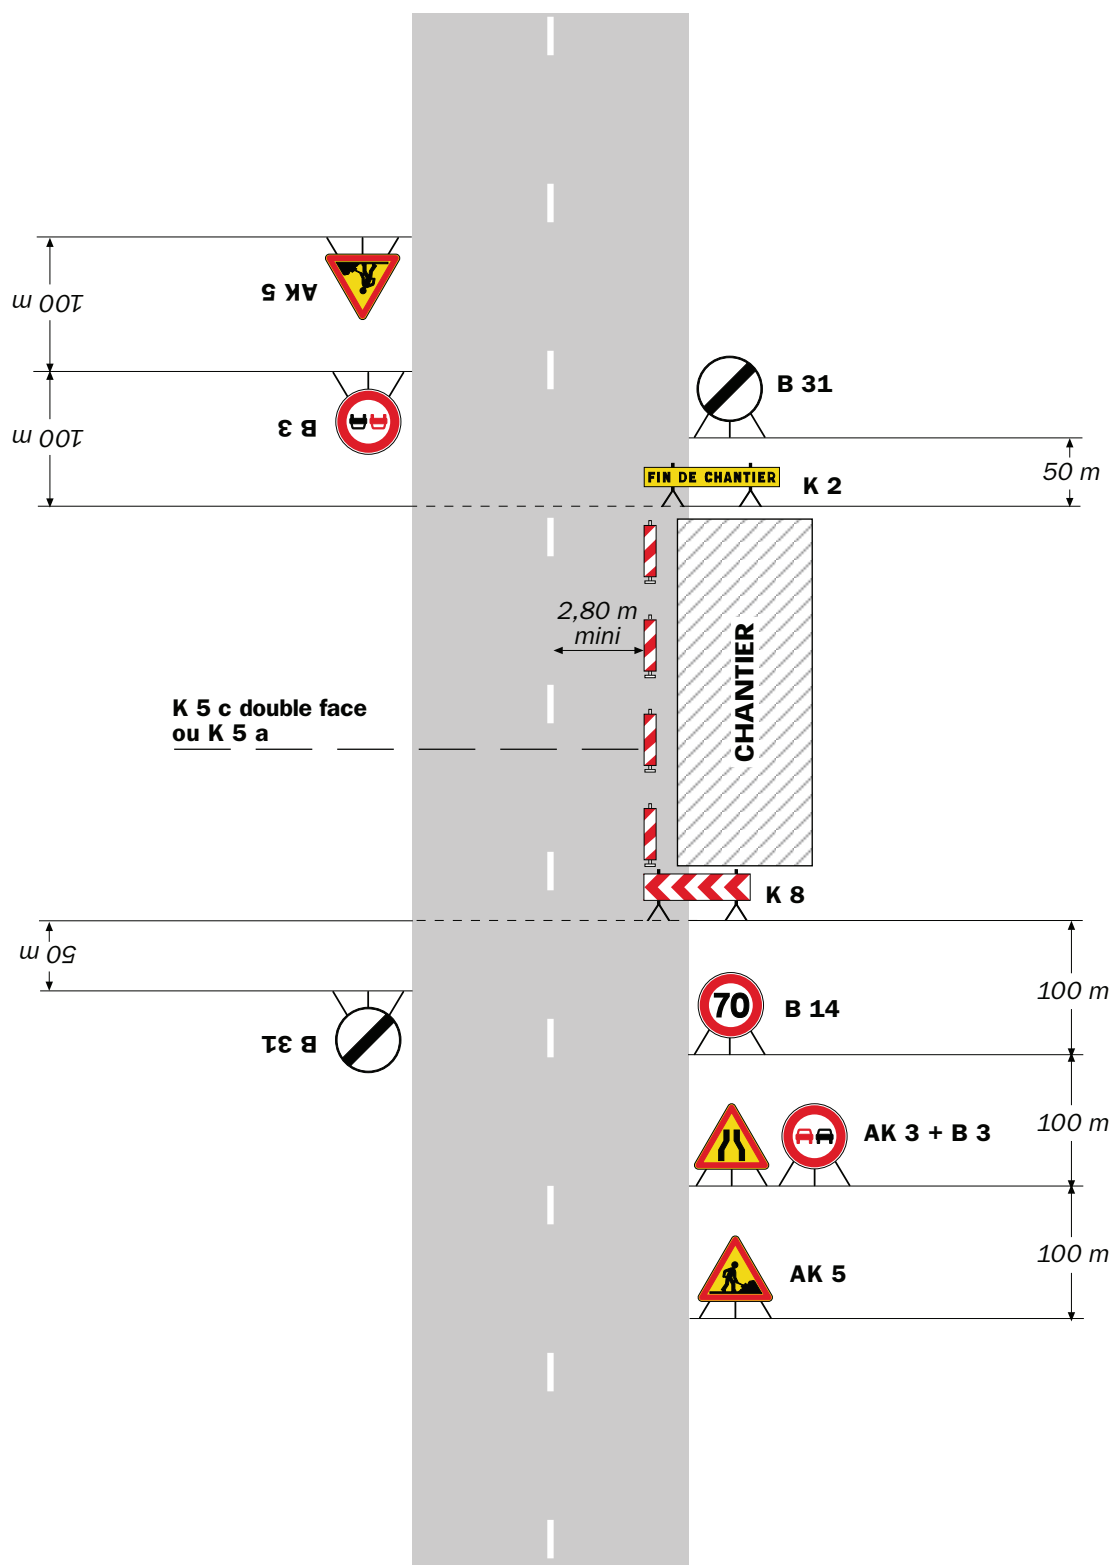 AK 5
100 m
B 3
100 m
B 31
FIN DE CHANTIER
K 2
50 m
2,80 m
mini
CHANTIER
K 5 c double face
ou K 5 a
K 8
50 m
B 31
70
B 14
100 m
AK 3 + B 3
100 m
AK 5
100 m